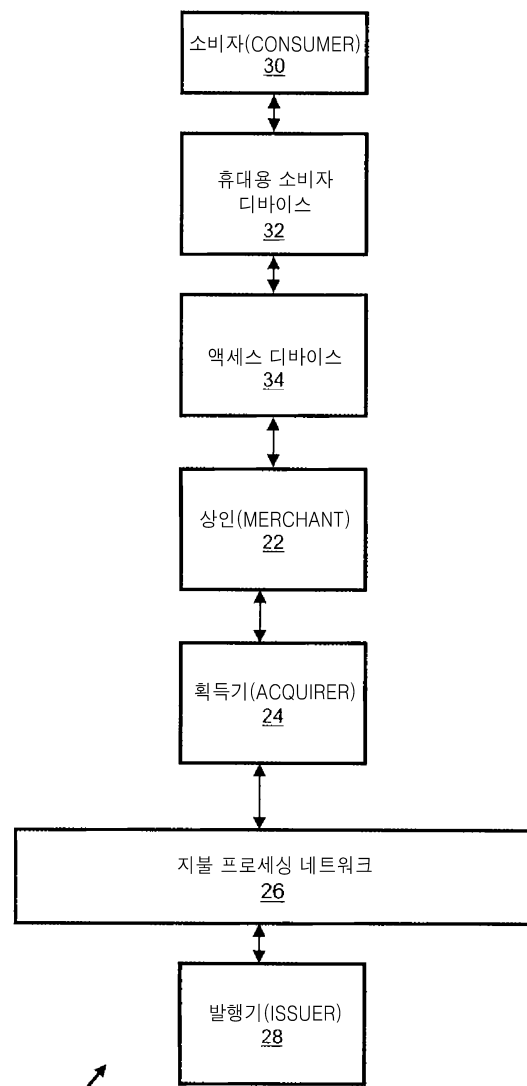 소비자(CONSUMER)
30
휴대용 소비자
디바이스
32
액세스 디바이스
34
상인(MERCHANT)
22
획득기(ACQUIRER)
24
지불 프로세싱 네트워크
26
발행기(ISSUER)
28